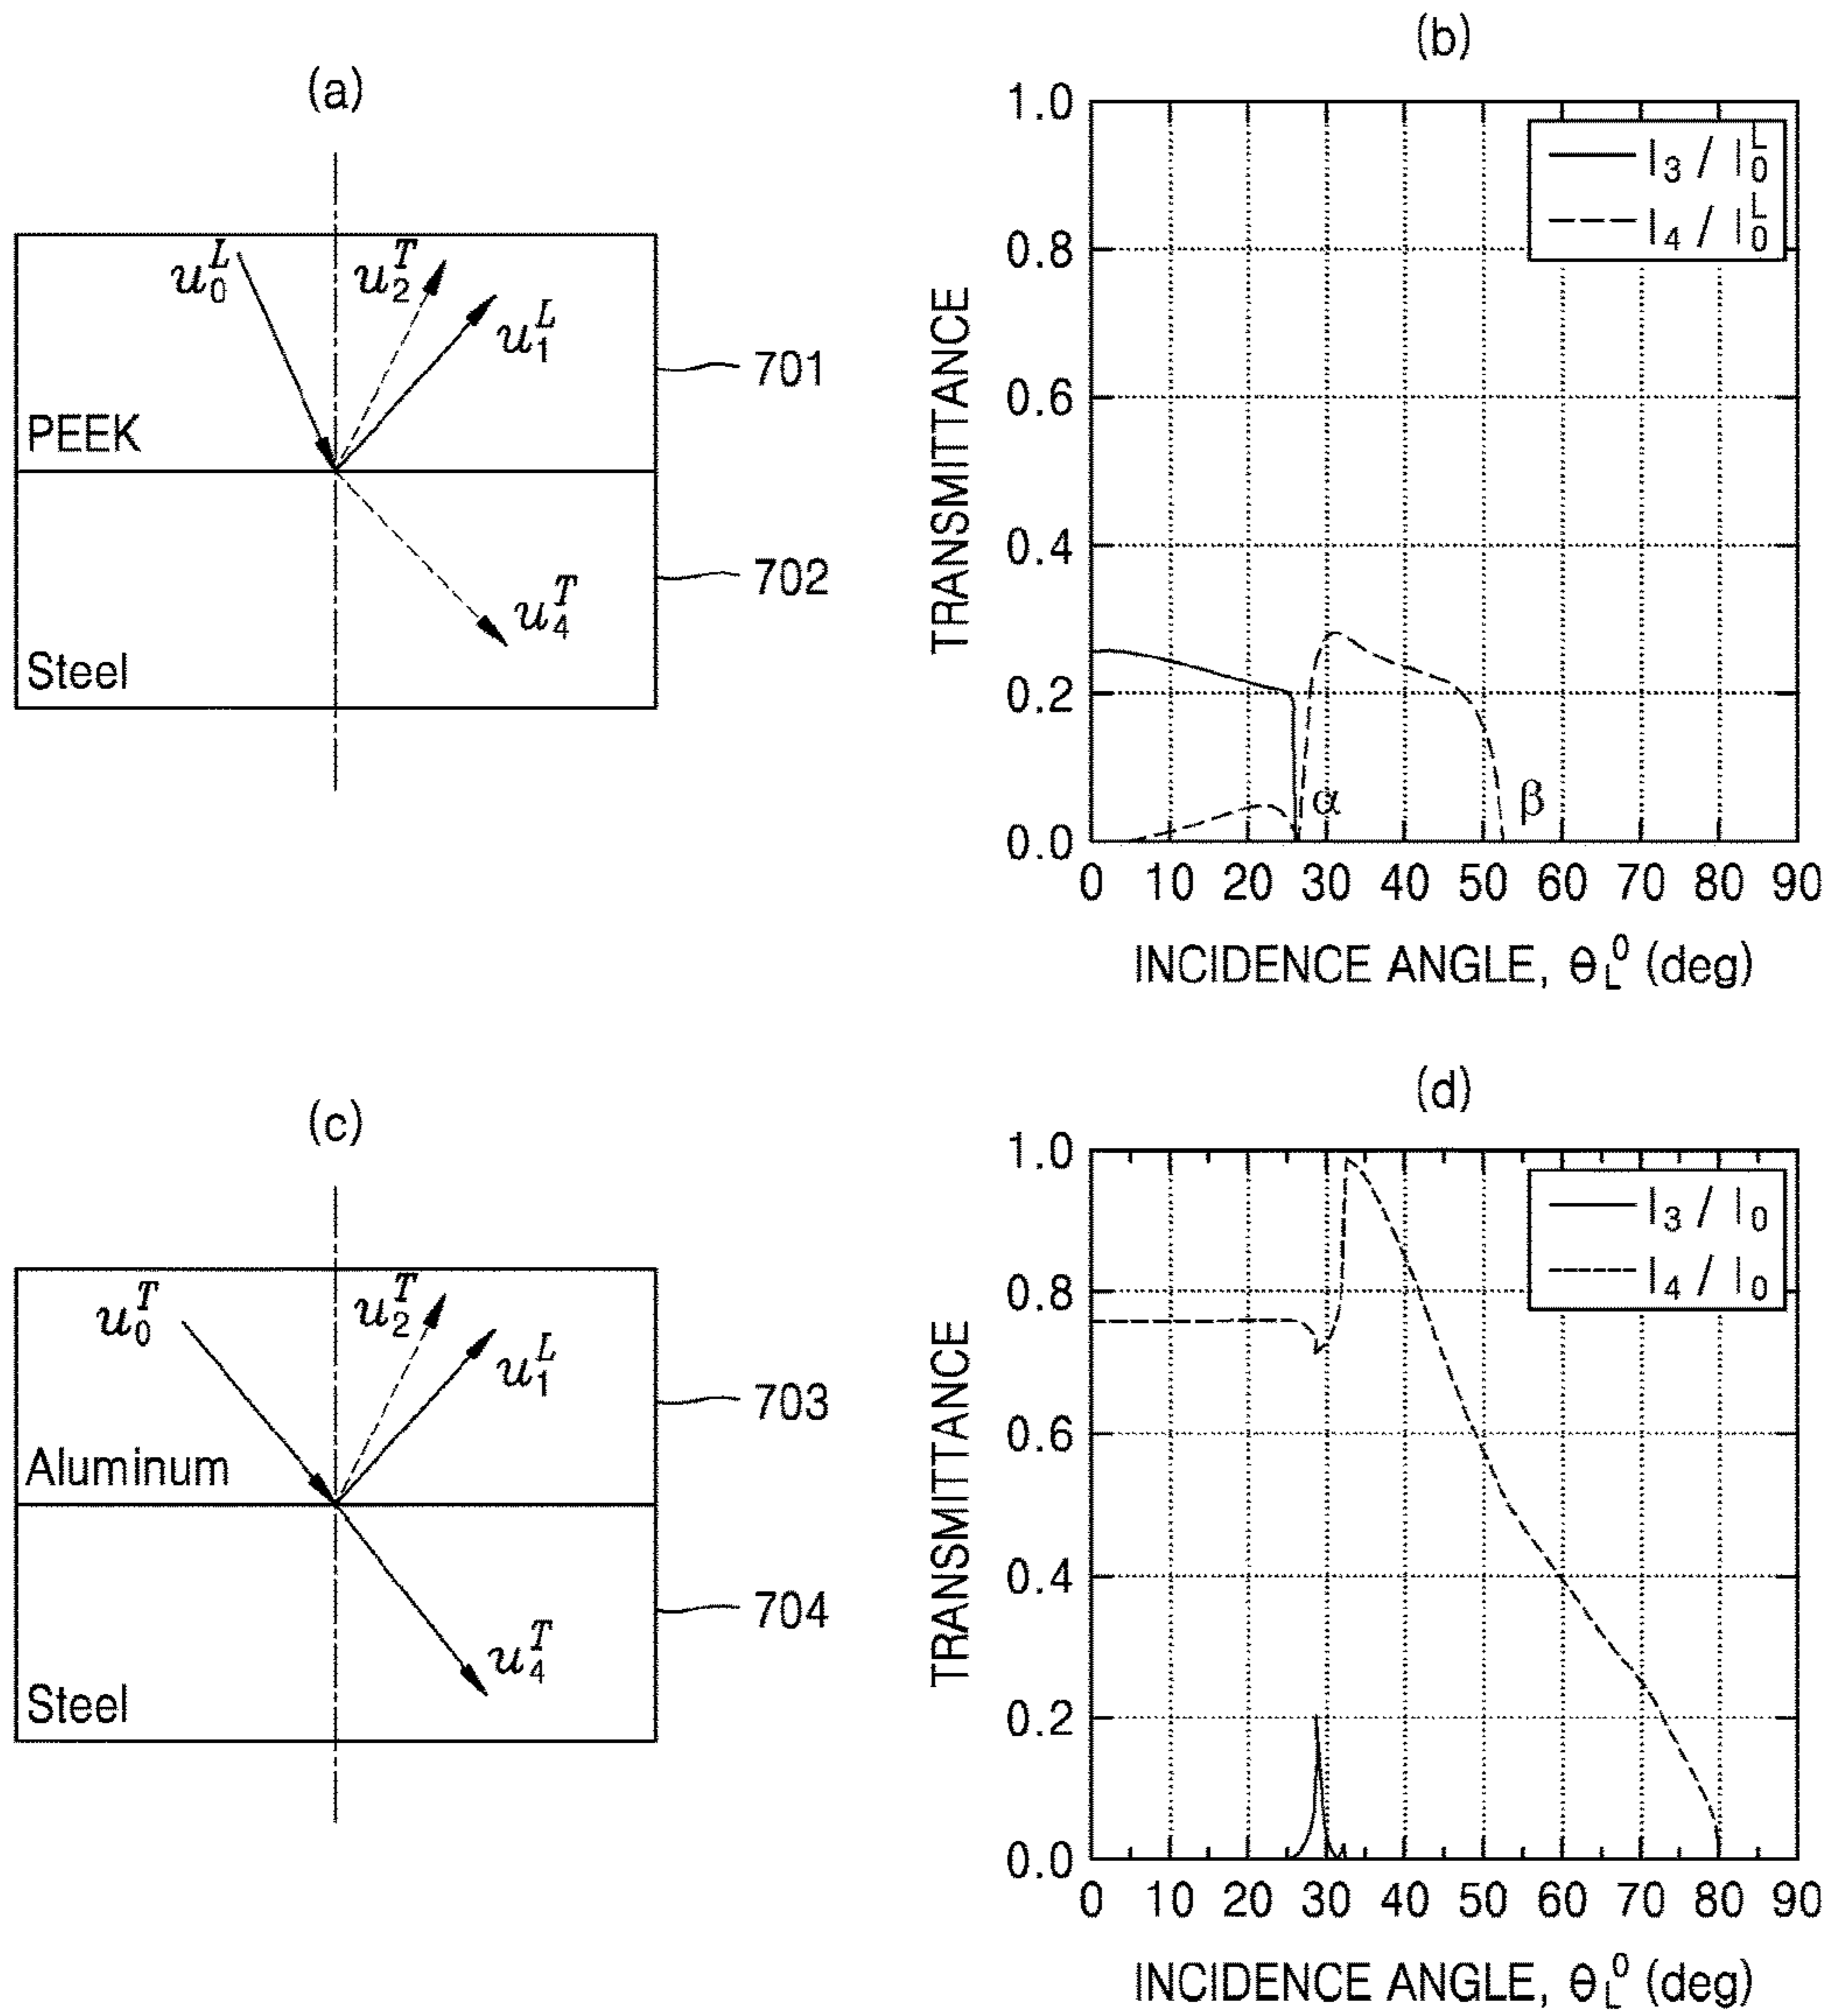 (a)
u₀ᴸ
u₂ᵀ
u₁ᴸ
701
PEEK
702
u₄ᵀ
Steel
(b)
1.0
0.8
0.6
0.4
0.2
0.0
TRANSMITTANCE
I₃ / I₀ᴸ
I₄ / I₀ᴸ
α
β
0 10 20 30 40 50 60 70 80 90
INCIDENCE ANGLE, θ_L⁰ (deg)
(c)
u₀ᵀ
u₂ᵀ
u₁ᴸ
703
Aluminum
704
u₄ᵀ
Steel
(d)
1.0
0.8
0.6
0.4
0.2
0.0
TRANSMITTANCE
I₃ / I₀
I₄ / I₀
0 10 20 30 40 50 60 70 80 90
INCIDENCE ANGLE, θ_L⁰ (deg)